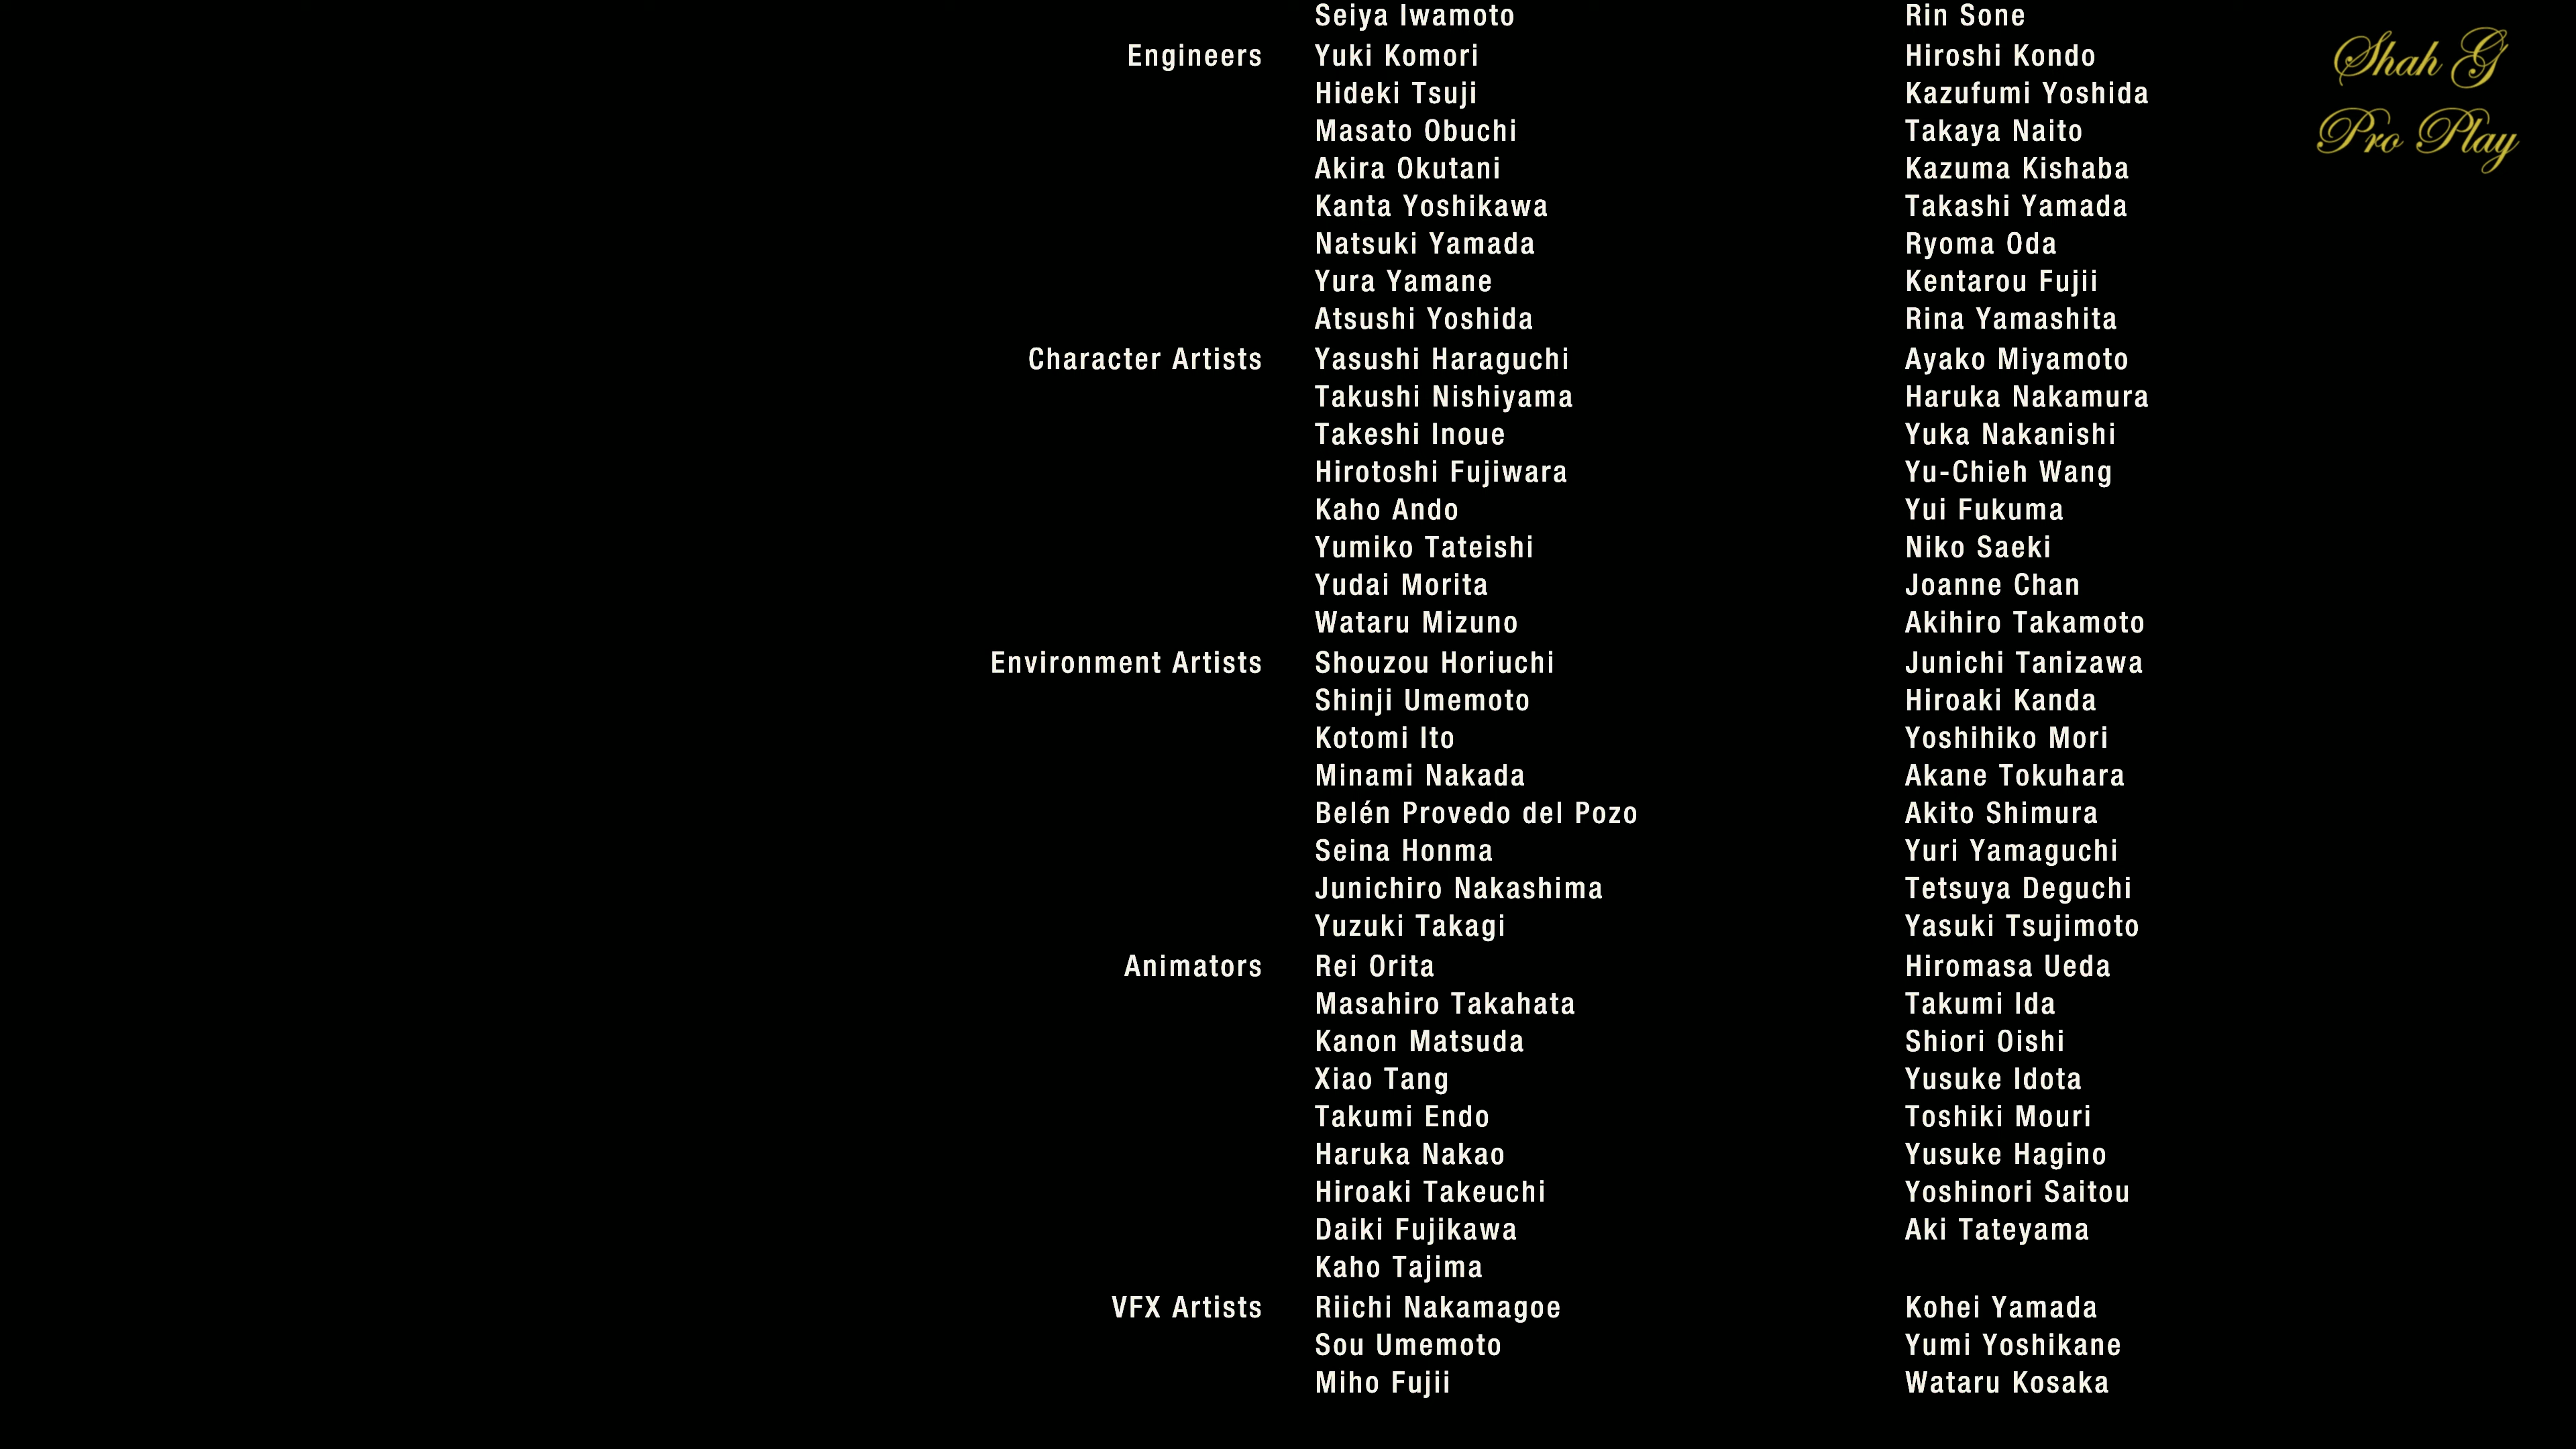 Seiya Iwamoto Rin Sone
Engineers Yuki Komori Hiroshi Kondo
Hideki Tsuji Kazufumi Yoshida
Masato Obuchi Takaya Naito
Akira Okutani Kazuma Kishaba
Kanta Yoshikawa Takashi Yamada
Natsuki Yamada Ryoma Oda
Yura Yamane Kentarou Fujii
Atsushi Yoshida Rina Yamashita
Character Artists Yasushi Haraguchi Ayako Miyamoto
Takushi Nishiyama Haruka Nakamura
Takeshi Inoue Yuka Nakanishi
Hirotoshi Fujiwara Yu-Chieh Wang
Kaho Ando Yui Fukuma
Yumiko Tateishi Niko Saeki
Yudai Morita Joanne Chan
Wataru Mizuno Akihiro Takamoto
Environment Artists Shouzou Horiuchi Junichi Tanizawa
Shinji Umemoto Hiroaki Kanda
Kotomi Ito Yoshihiko Mori
Minami Nakada Akane Tokuhara
Belén Provedo del Pozo Akito Shimura
Seina Honma Yuri Yamaguchi
Junichiro Nakashima Tetsuya Deguchi
Yuzuki Takagi Yasuki Tsujimoto
Animators Rei Orita Hiromasa Ueda
Masahiro Takahata Takumi Ida
Kanon Matsuda Shiori Oishi
Xiao Tang Yusuke Idota
Takumi Endo Toshiki Mouri
Haruka Nakao Yusuke Hagino
Hiroaki Takeuchi Yoshinori Saitou
Daiki Fujikawa Aki Tateyama
Kaho Tajima
VFX Artists Riichi Nakamagoe Kohei Yamada
Sou Umemoto Yumi Yoshikane
Miho Fujii Wataru Kosaka
Shah G
Pro Play